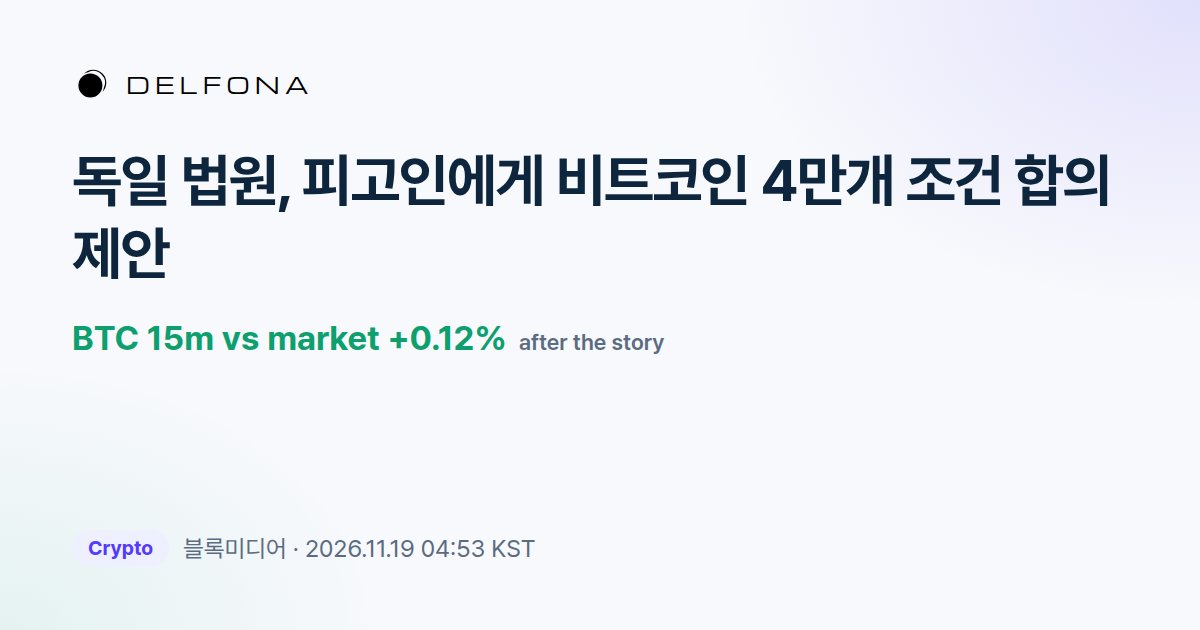 DELFONA
독일 법원, 피고인에게 비트코인 4만개 조건 합의
제안
BTC 15m vs market +0.12% after the story
Crypto 블록미디어 · 2026.11.19 04:53 KST